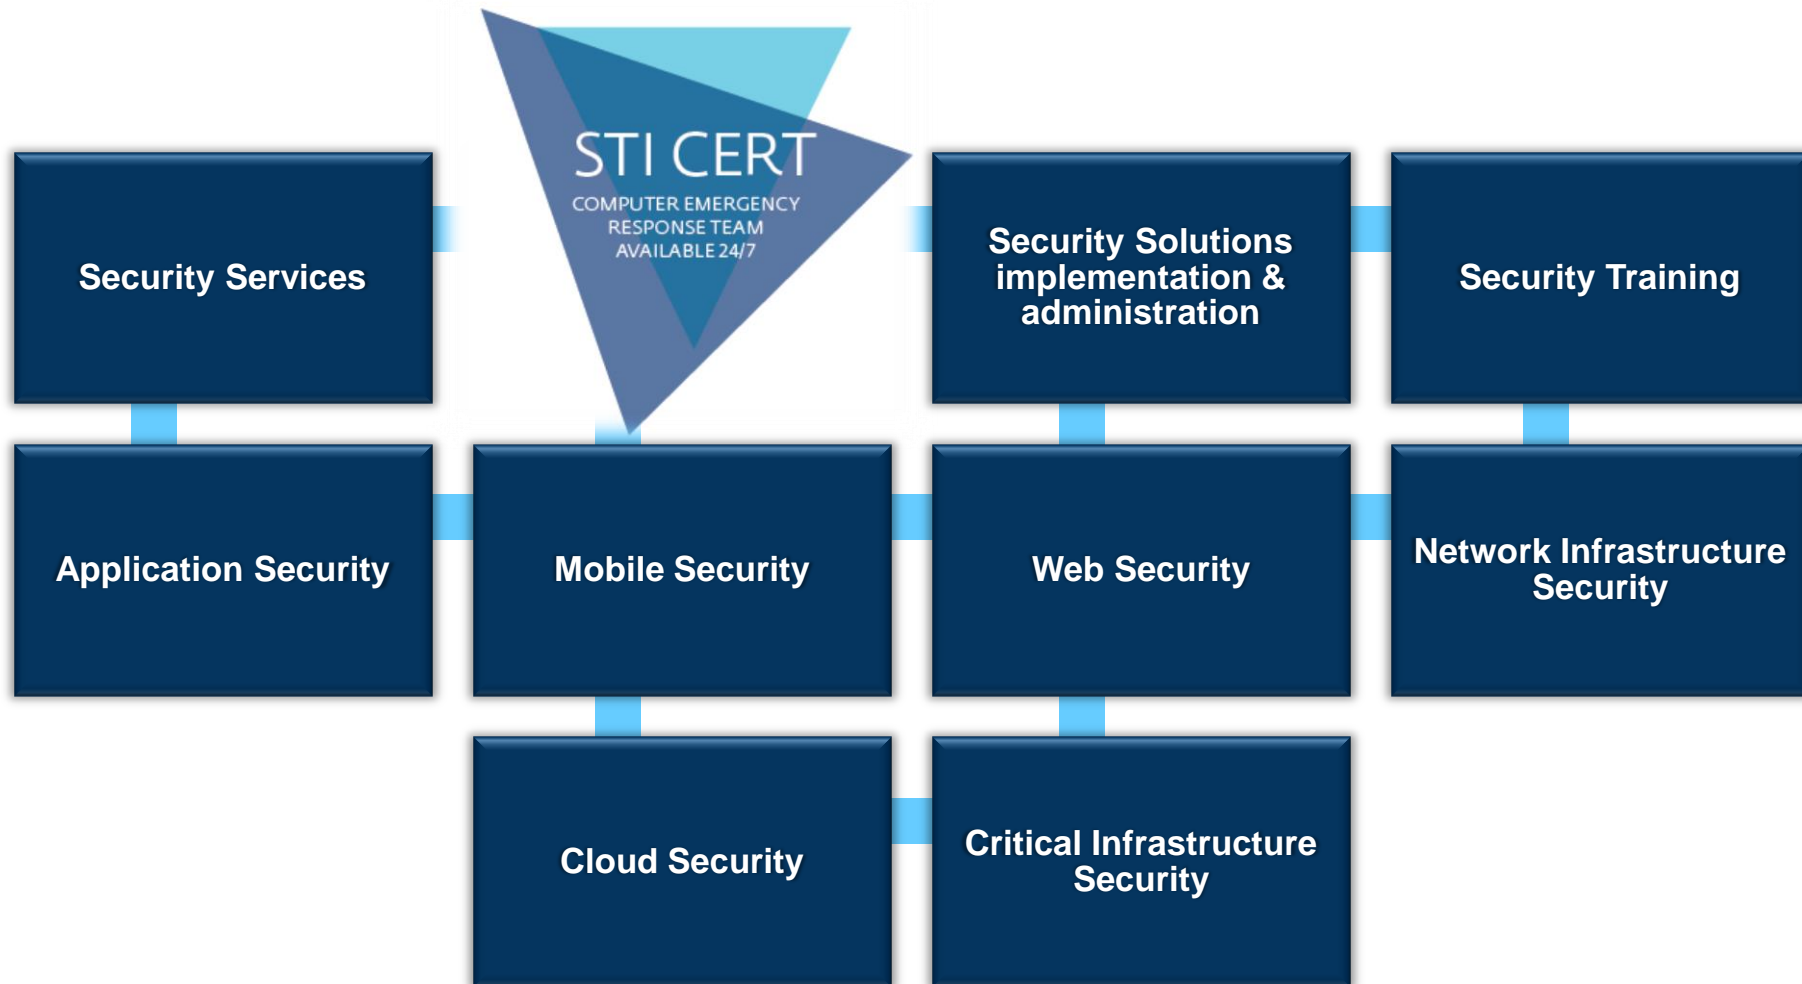 STI CERT
COMPUTER EMERGENCY
RESPONSE TEAM
AVAILABLE 24/7
Security Services
Security Solutions
implementation &
administration
Security Training
Application Security
Mobile Security
Web Security
Network Infrastructure
Security
Cloud Security
Critical Infrastructure
Security